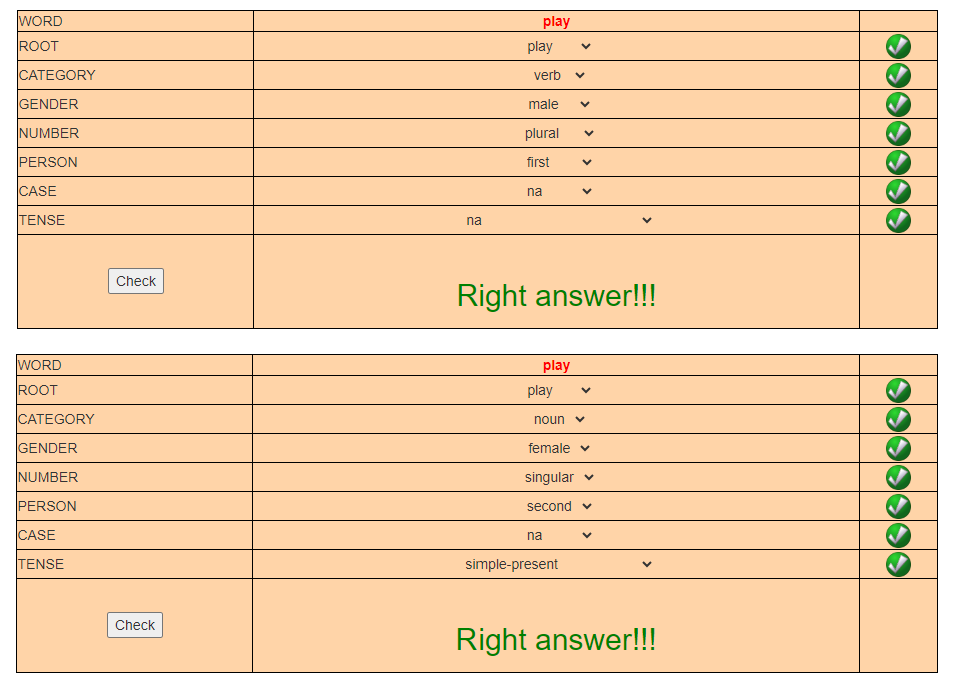 WORD play
ROOT play
CATEGORY verb
GENDER male
NUMBER plural
PERSON first
CASE na
TENSE na
Check Right answer!!!
WORD play
ROOT play
CATEGORY noun
GENDER female
NUMBER singular
PERSON second
CASE na
TENSE simple-present
Check Right answer!!!